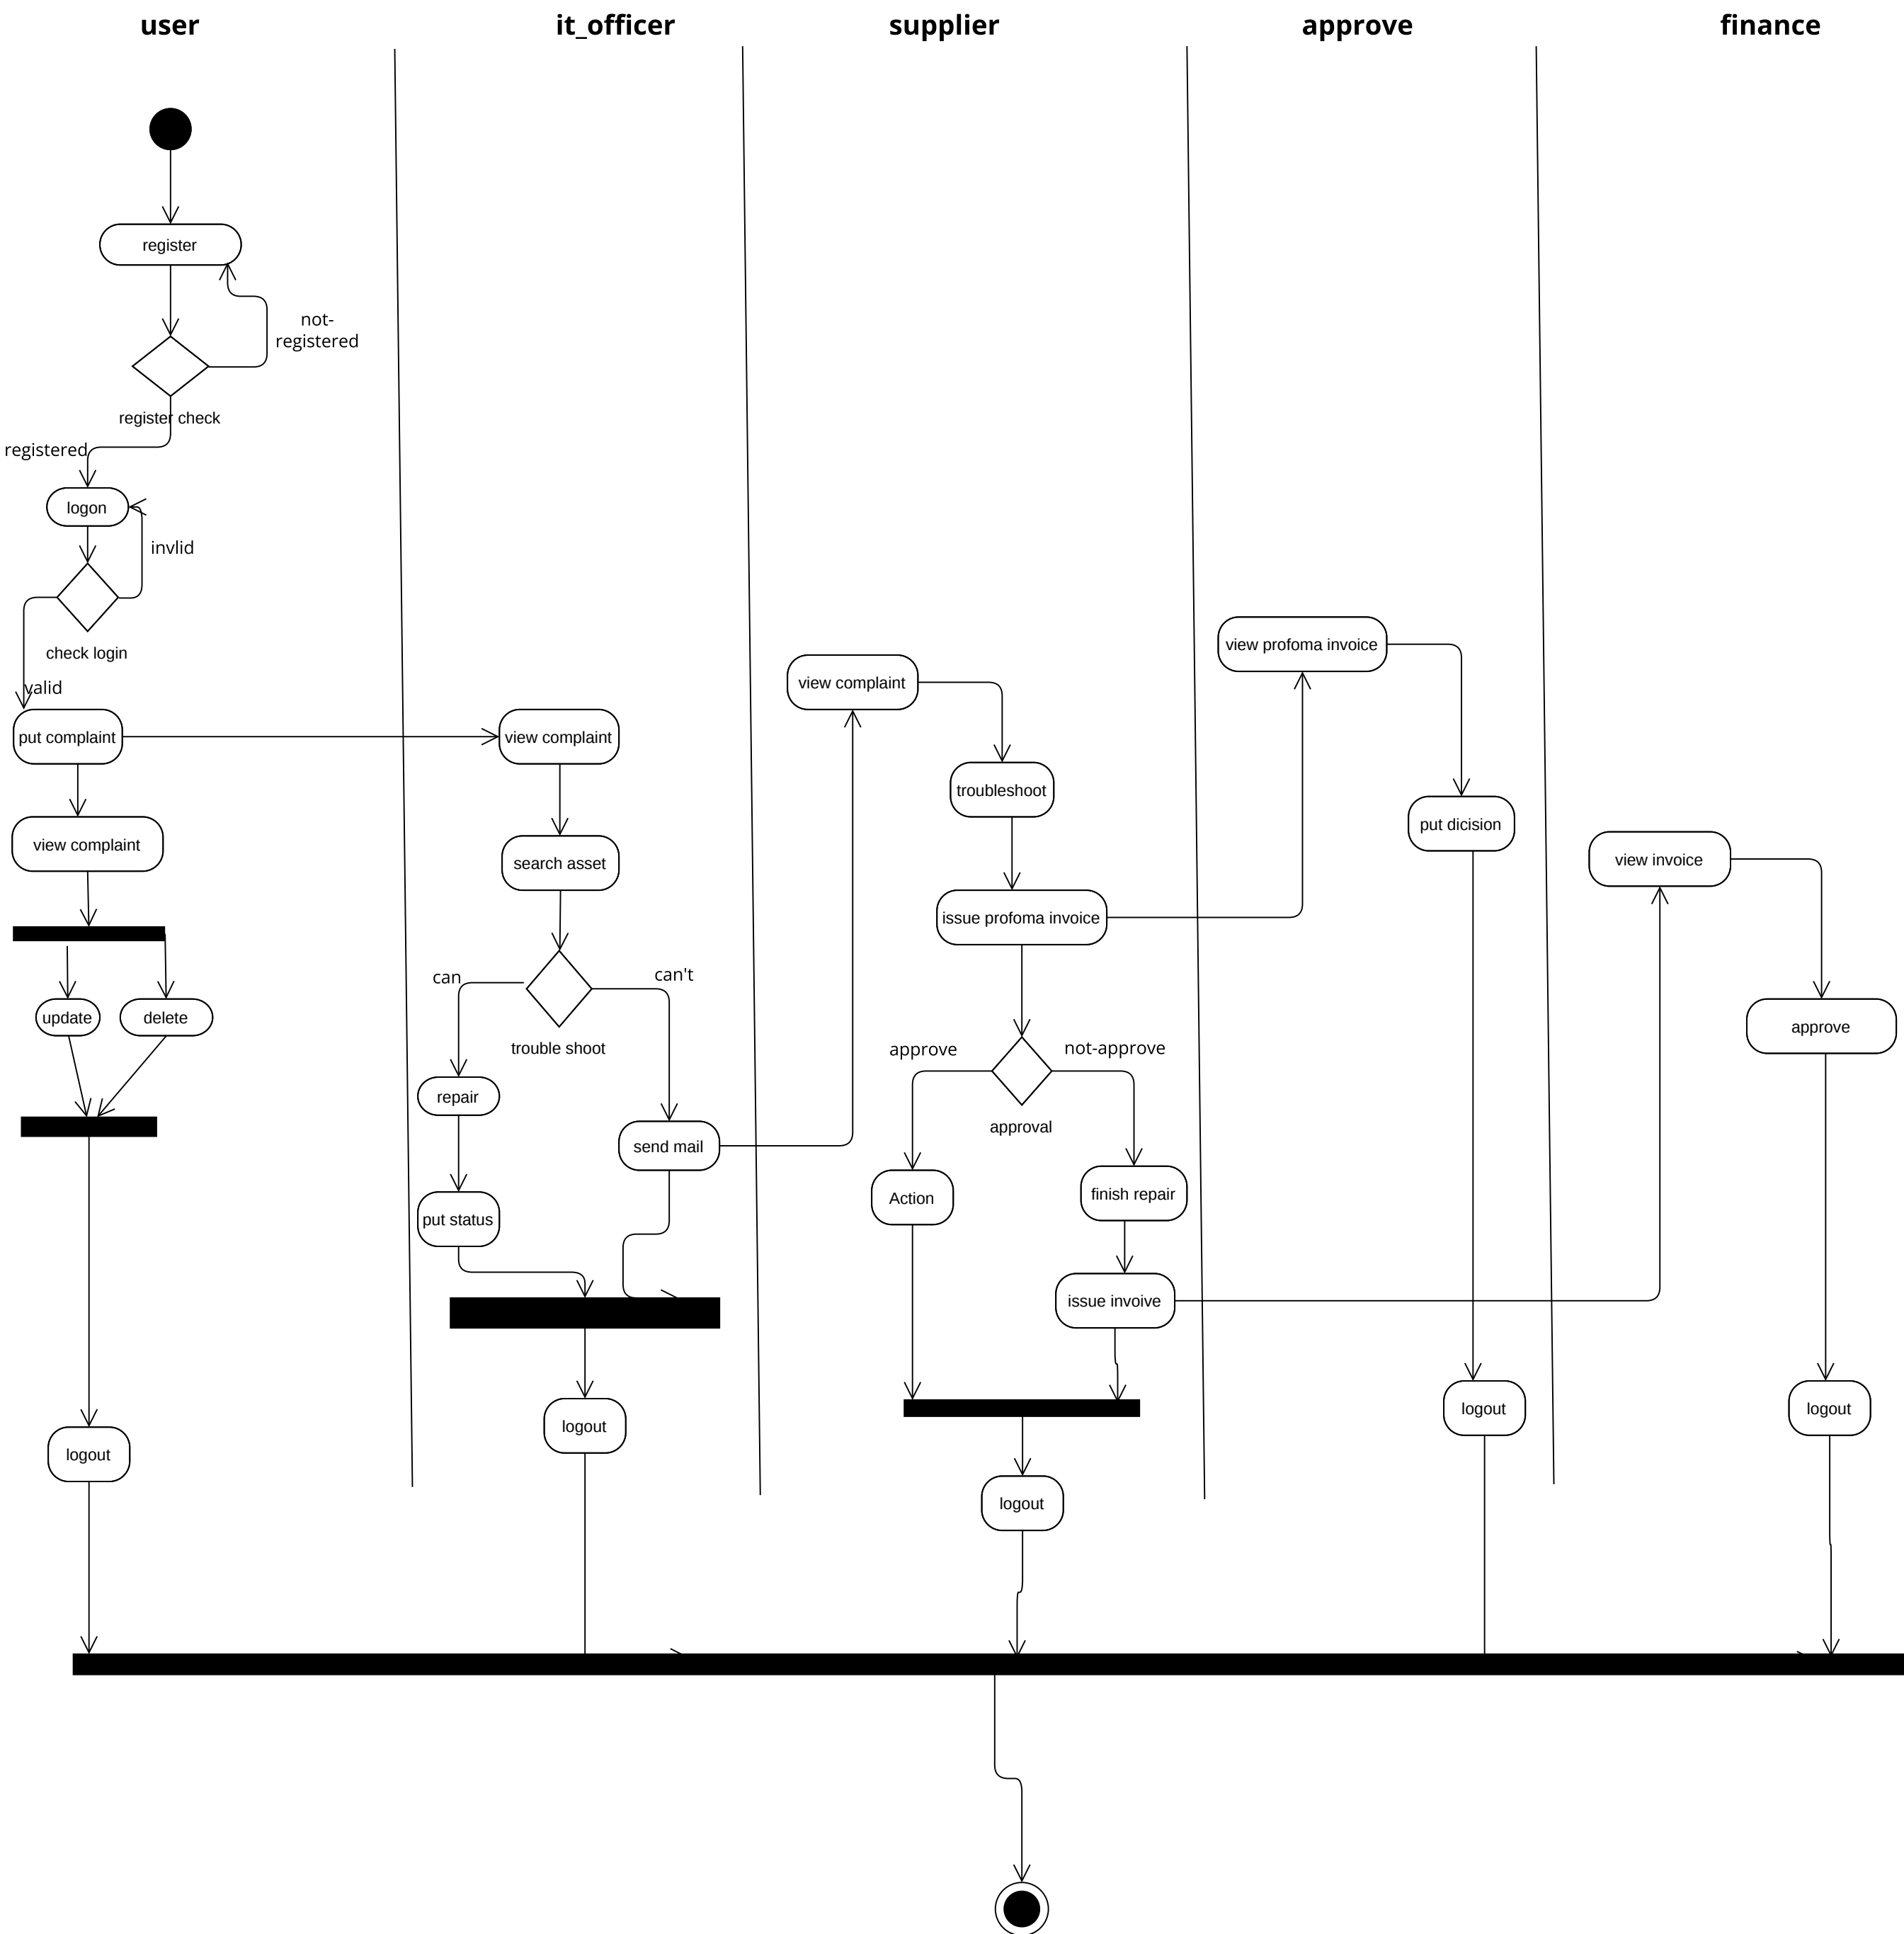 user
it_officer
supplier
approve
finance
register
not-
registered
register check
registered
logon
invlid
check login
valid
put complaint
view complaint
update
delete
logout
view complaint
search asset
can
can't
trouble shoot
repair
send mail
put status
logout
view complaint
troubleshoot
issue profoma invoice
approve
not-approve
approval
Action
finish repair
issue invoive
logout
view profoma invoice
put dicision
logout
view invoice
approve
logout